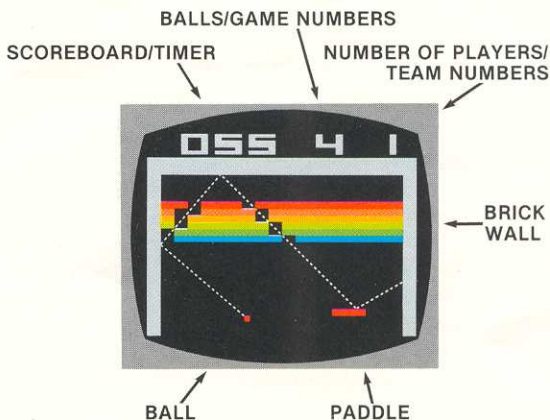 BALLS/GAME NUMBERS
SCOREBOARD/TIMER
NUMBER OF PLAYERS/
TEAM NUMBERS
055 4 1
BRICK
WALL
BALL
PADDLE